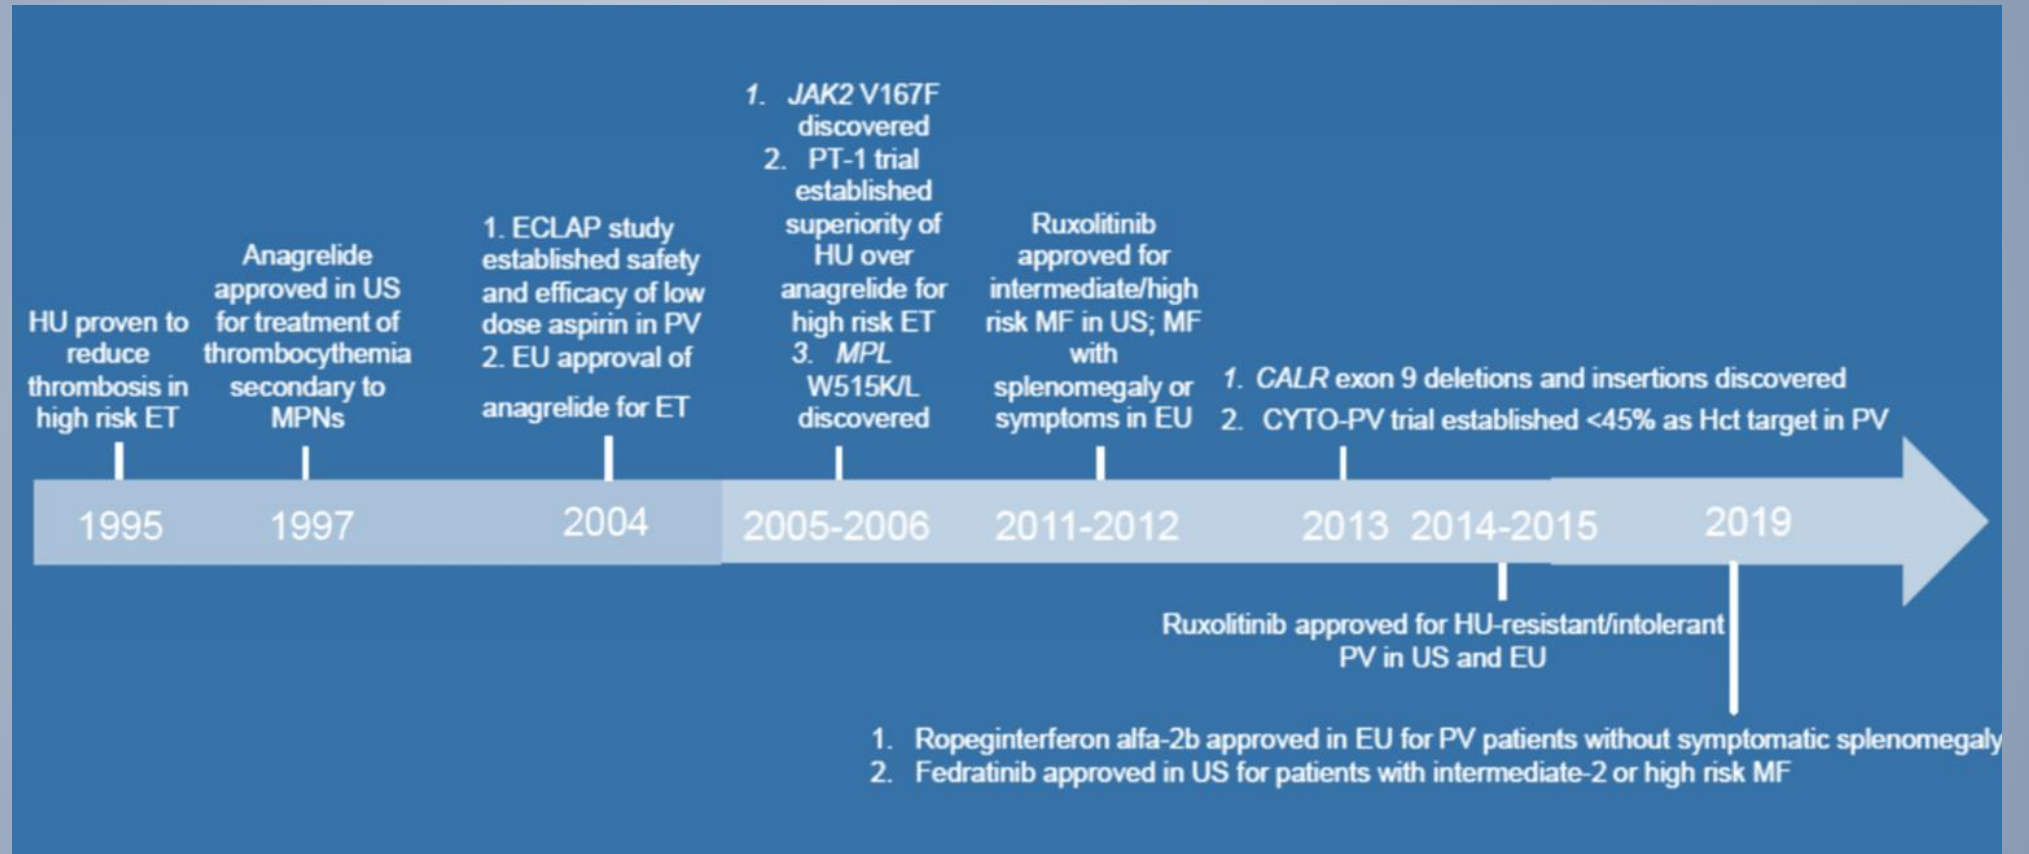 HU proven to
reduce
thrombosis in
high risk ET
Anagrelide
approved in US
for treatment of
thrombocythemia
secondary to
MPNs
1. ECLAP study
established safety
and efficacy of low
dose aspirin in PV
2. EU approval of
anagrelide for ET
1. JAK2 V167F
discovered
2. PT-1 trial
established
superiority of
HU over
anagrelide for
high risk ET
3. MPL
W515K/L
discovered
Ruxolitinib
approved for
intermediate/high
risk MF in US; MF
with
splenomegaly or
symptoms in EU
1. CALR exon 9 deletions and insertions discovered
2. CYTO-PV trial established <45% as Hct target in PV
1995
1997
2004
2005-2006
2011-2012
2013
2014-2015
2019
Ruxolitinib approved for HU-resistant/intolerant
PV in US and EU
1. Ropeginterferon alfa-2b approved in EU for PV patients without symptomatic splenomegaly
2. Fedratinib approved in US for patients with intermediate-2 or high risk MF